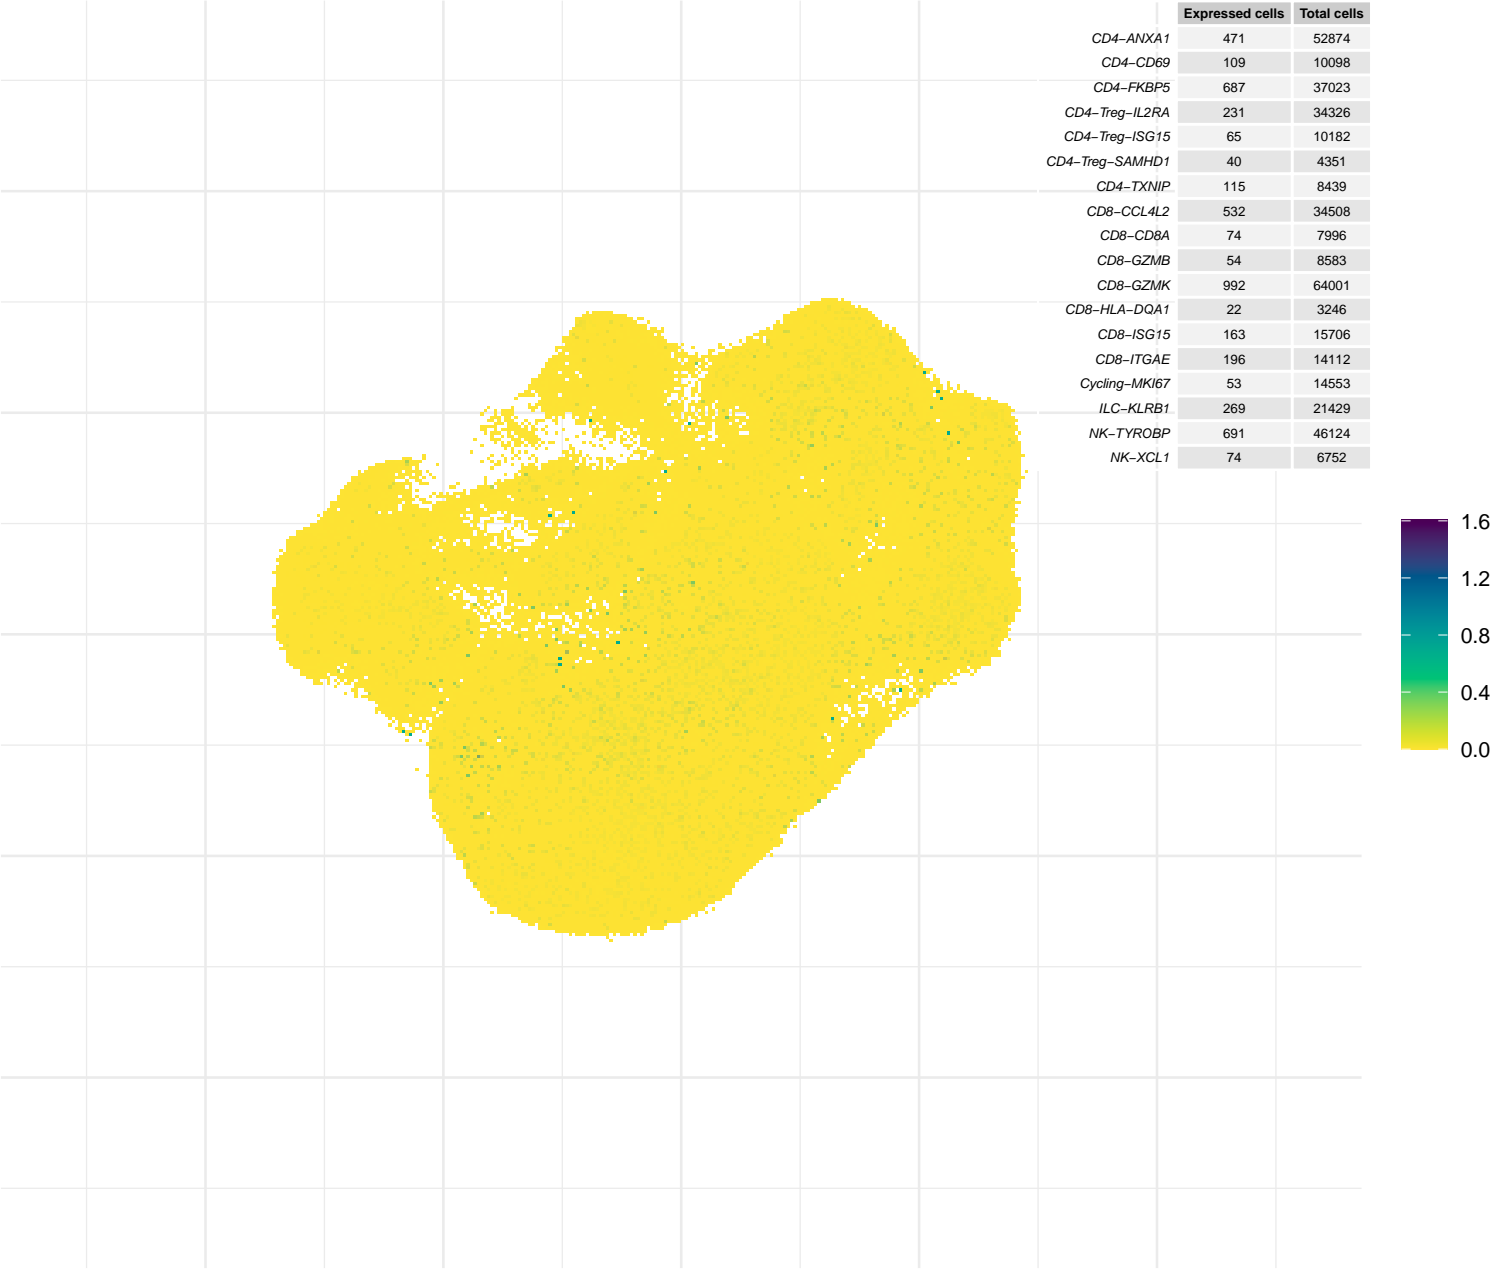 Expressed cells Total cells
CD4−ANXA1 471 52874
CD4−CD69 109 10098
CD4−FKBP5 687 37023
CD4−Treg−IL2RA 231 34326
CD4−Treg−ISG15 65 10182
CD4−Treg−SAMHD1 40 4351
CD4−TXNIP 115 8439
CD8−CCL4L2 532 34508
CD8−CD8A 74 7996
CD8−GZMB 54 8583
CD8−GZMK 992 64001
CD8−HLA−DQA1 22 3246
CD8−ISG15 163 15706
CD8−ITGAE 196 14112
Cycling−MKI67 53 14553
ILC−KLRB1 269 21429
NK−TYROBP 691 46124
NK−XCL1 74 6752
1.6
1.2
0.8
0.4
0.0